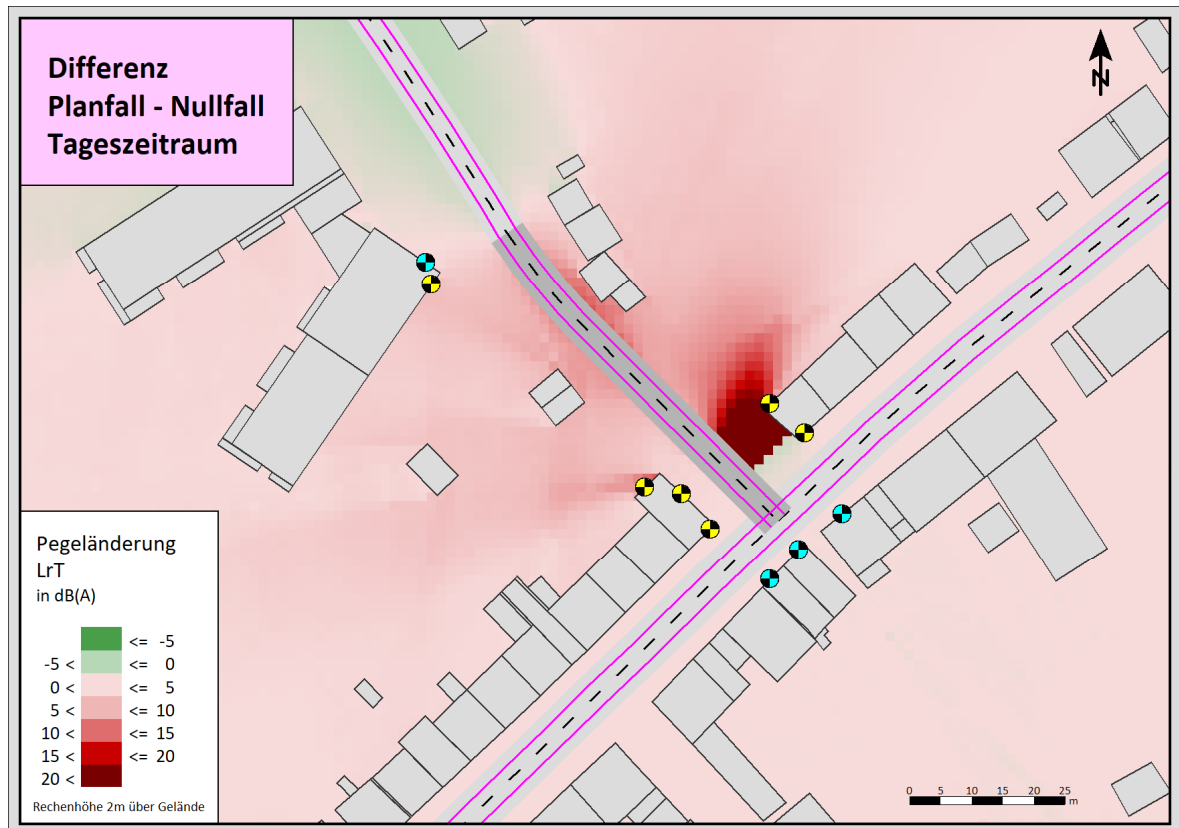 Differenz
Planfall - Nullfall
Tageszeitraum
N
Pegeländerung
LrT
in dB(A)
<= -5
-5 < <= 0
0 < <= 5
5 < <= 10
10 < <= 15
15 < <= 20
20 <
Rechenhöhe 2m über Gelände
0 5 10 15 20 25
m